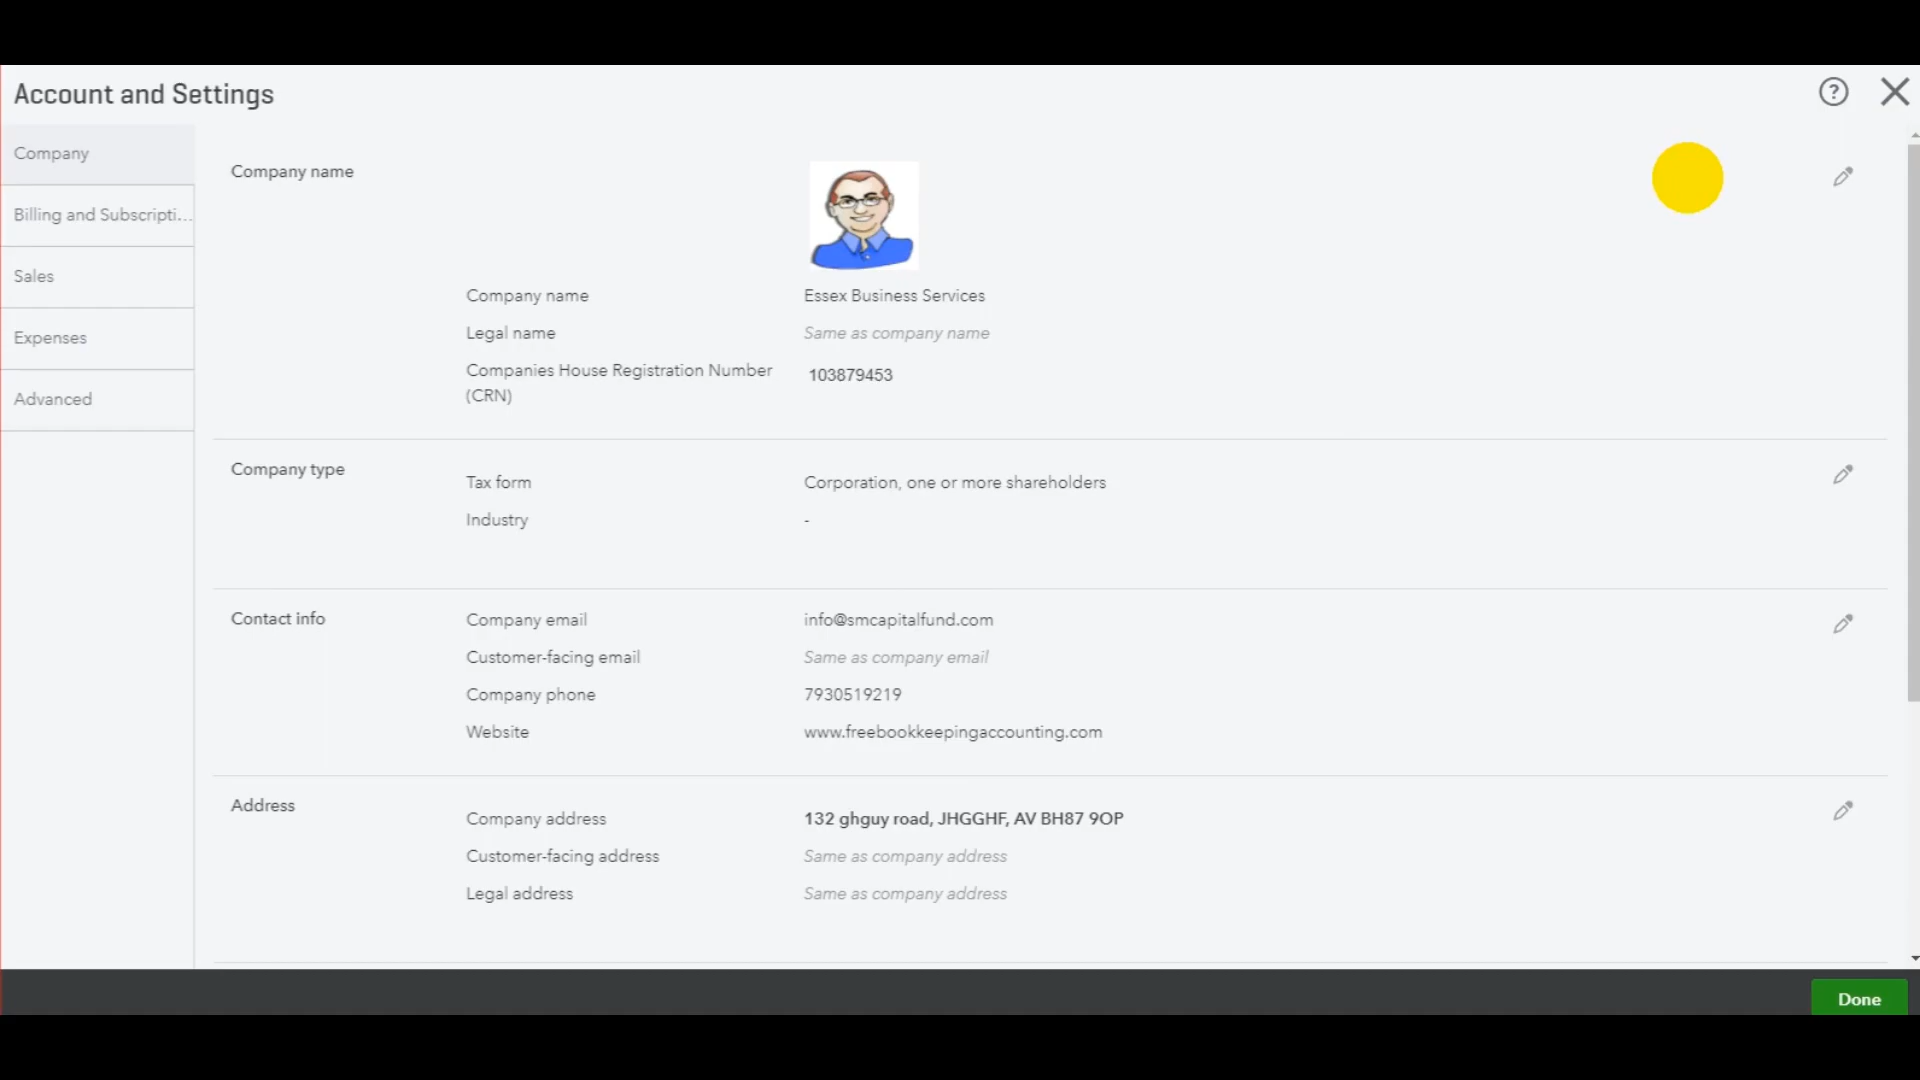 Account and Settings
?
Company
Billing and Subscripti...
Sales
Expenses
Advanced
Company name
Company name Essex Business Services
Legal name Same as company name
Companies House Registration Number 103879453
(CRN)
Company type
Tax form Corporation, one or more shareholders
Industry -
Contact info
Company email info@smcapitalfund.com
Customer-facing email Same as company email
Company phone 7930519219
Website www.freebookkeepingaccounting.com
Address
Company address 132 ghguy road, JHGGHF, AV BH87 9OP
Customer-facing address Same as company address
Legal address Same as company address
Done